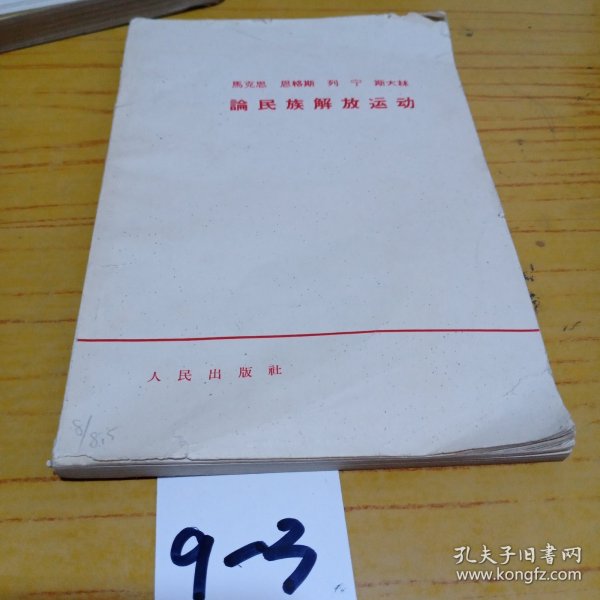 馬克思 恩格斯 列宁 斯大林
論民族解放运动
人民出版社
8/8.5
9~3
孔夫子旧書网
www.kongfz.com